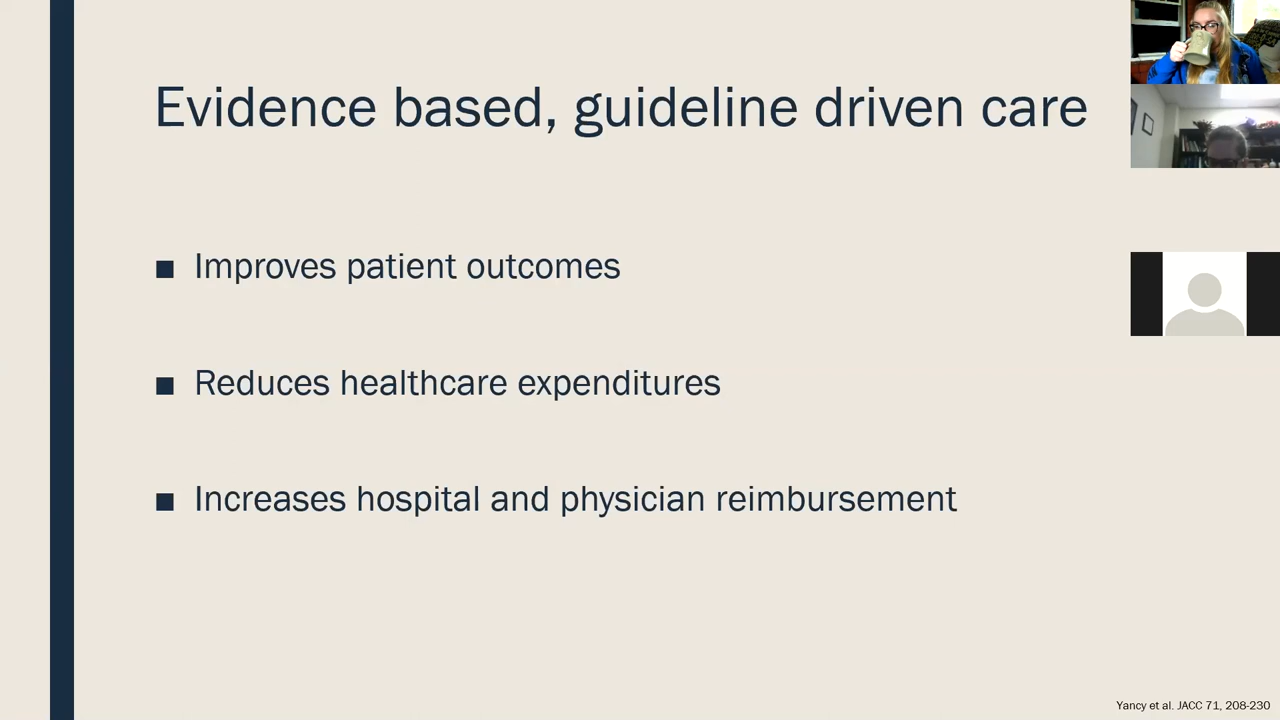 Evidence based, guideline driven care
■ Improves patient outcomes
■ Reduces healthcare expenditures
■ Increases hospital and physician reimbursement
Yancy et al. JACC 71, 208-230